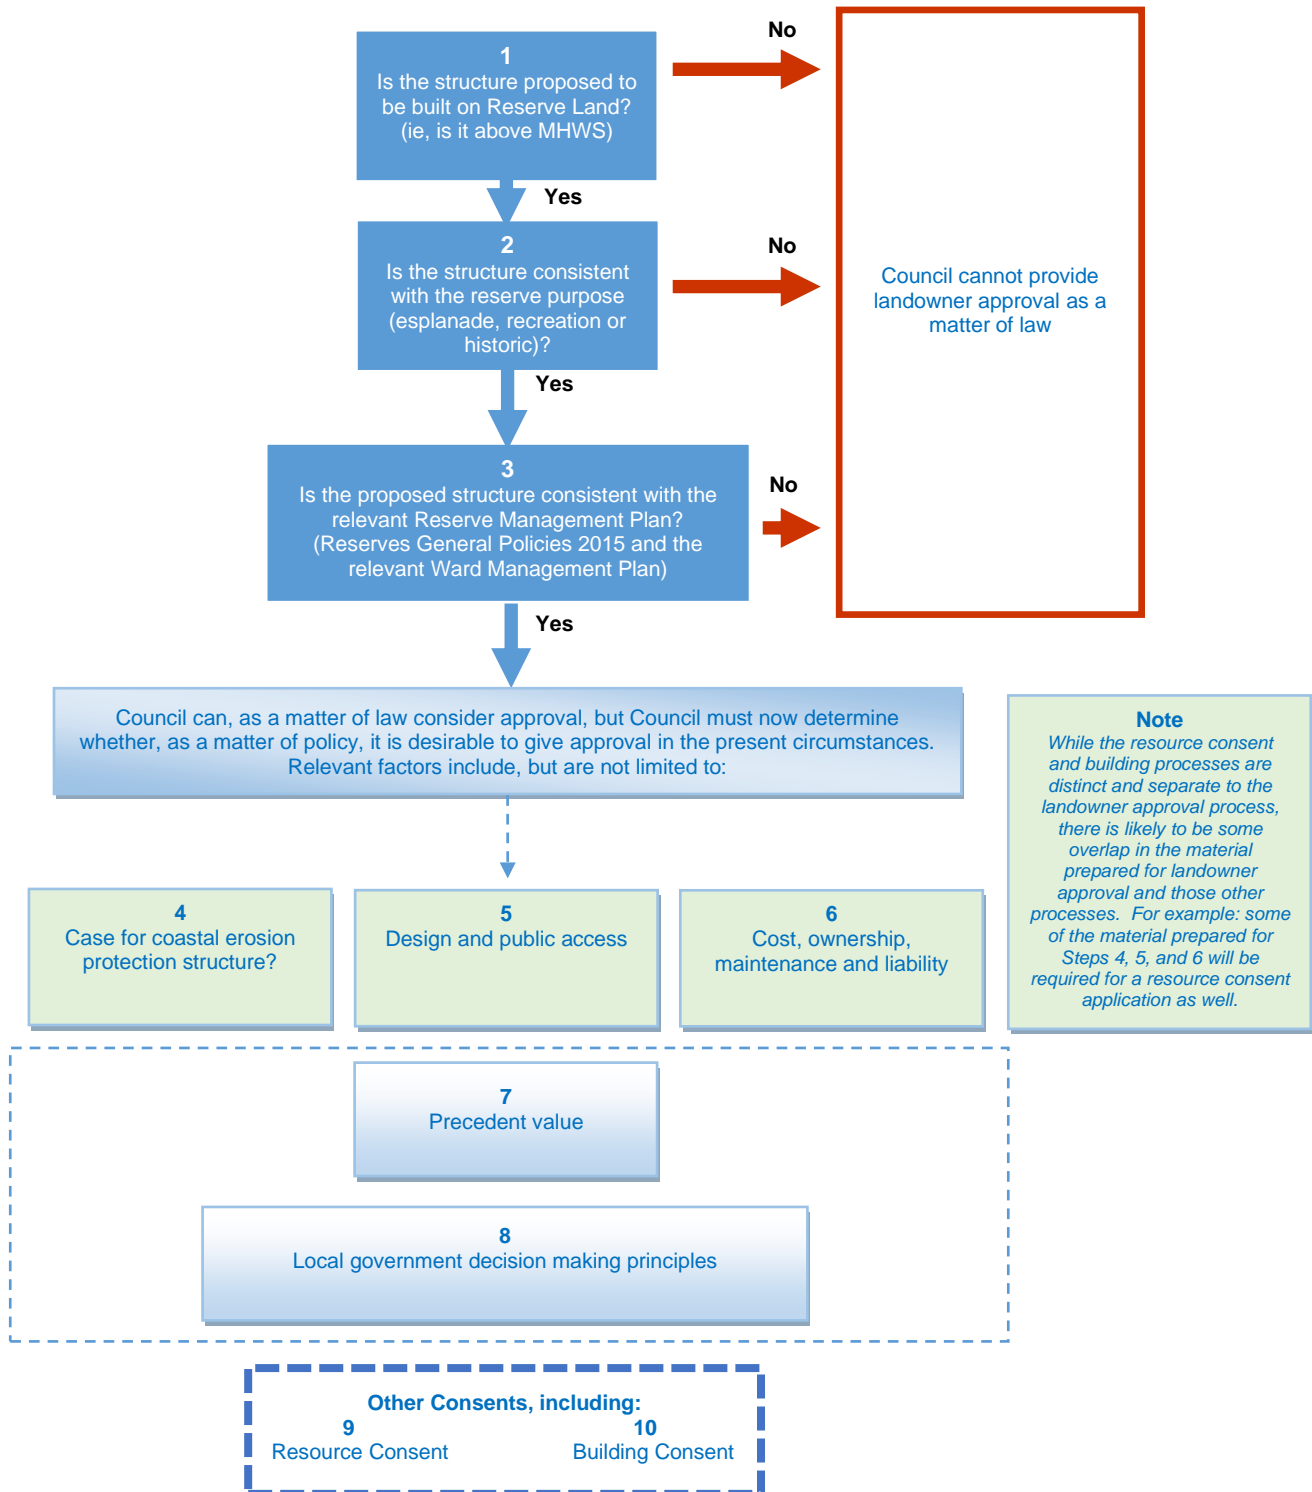 No
1
Is the structure proposed to
be built on Reserve Land?
(ie, is it above MHWS)
Yes
2
Is the structure consistent
with the reserve purpose
(esplanade, recreation or
historic)?
No
Council cannot provide
landowner approval as a
matter of law
Yes
3
Is the proposed structure consistent with the
relevant Reserve Management Plan?
(Reserves General Policies 2015 and the
relevant Ward Management Plan)
No
Yes
Council can, as a matter of law consider approval, but Council must now determine
whether, as a matter of policy, it is desirable to give approval in the present circumstances.
Relevant factors include, but are not limited to:
Note
While the resource consent
and building processes are
distinct and separate to the
landowner approval process,
there is likely to be some
overlap in the material
prepared for landowner
approval and those other
processes.  For example: some
of the material prepared for
Steps 4, 5, and 6 will be
required for a resource consent
application as well.
4
Case for coastal erosion
protection structure?
5
Design and public access
6
Cost, ownership,
maintenance and liability
7
Precedent value
8
Local government decision making principles
Other Consents, including:
9
Resource Consent
10
Building Consent